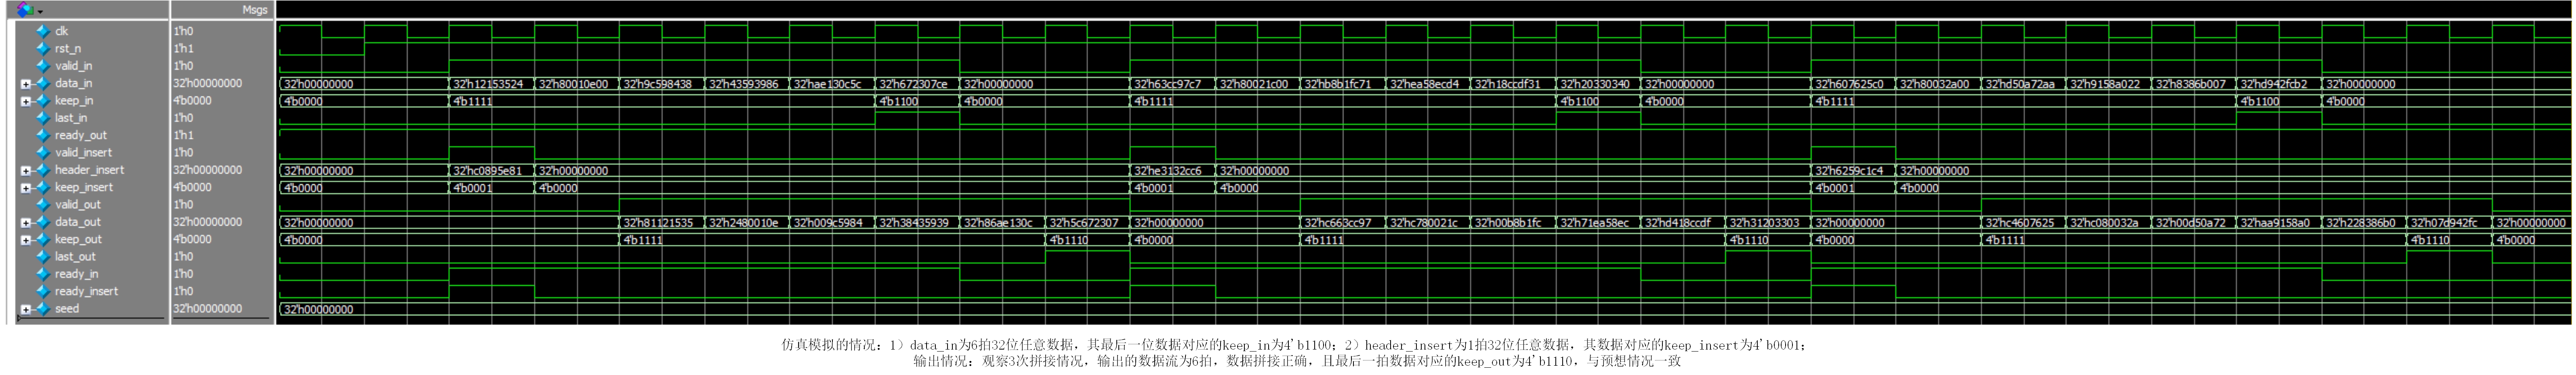 Msgs
clk 1'h0
rst_n 1'h1
valid_in 1'h0
data_in 32'h00000000 32'h00000000 32'h12153524 32'h80010e00 32'h9c598438 32'h43593986 32'hae130c5c 32'h672307ce 32'h00000000 32'h63cc97c7 32'h80021c00 32'hb8b1fc71 32'hea58ecd4 32'h18ccdf31 32'h20330340 32'h00000000 32'h607625c0 32'h80032a00 32'hd50a72aa 32'h9158a022 32'h8386b007 32'hd942fcb2 32'h00000000
keep_in 4'b0000 4'b0000 4'b1111 4'b1100 4'b0000 4'b1111 4'b1100 4'b0000 4'b1111 4'b1100 4'b0000
last_in 1'h0
ready_out 1'h1
valid_insert 1'h0
header_insert 32'h00000000 32'h00000000 32'hc0895e81 32'h00000000 32'he3132cc6 32'h00000000 32'h6259c1c4 32'h00000000
keep_insert 4'b0000 4'b0000 4'b0001 4'b0000 4'b0001 4'b0000 4'b0001 4'b0000
valid_out 1'h0
data_out 32'h00000000 32'h00000000 32'h81121535 32'h2480010e 32'h009c5984 32'h38435939 32'h86ae130c 32'h5c672307 32'h00000000 32'hc663cc97 32'hc780021c 32'h00b8b1fc 32'h71ea58ec 32'hd418ccdf 32'h31203303 32'h00000000 32'hc4607625 32'hc080032a 32'h00d50a72 32'haa9158a0 32'h228386b0 32'h07d942fc 32'h00000000
keep_out 4'b0000 4'b0000 4'b1111 4'b1110 4'b0000 4'b1111 4'b1110 4'b0000 4'b1111 4'b1110 4'b0000
last_out 1'h0
ready_in 1'h0
ready_insert 1'h0
seed 32'h00000000 32'h00000000
仿真模拟的情况：1）data_in为6拍32位任意数据，其最后一位数据对应的keep_in为4'b1100；2）header_insert为1拍32位任意数据，其数据对应的keep_insert为4'b0001；
输出情况：观察3次拼接情况，输出的数据流为6拍，数据拼接正确，且最后一拍数据对应的keep_out为4'b1110，与预想情况一致